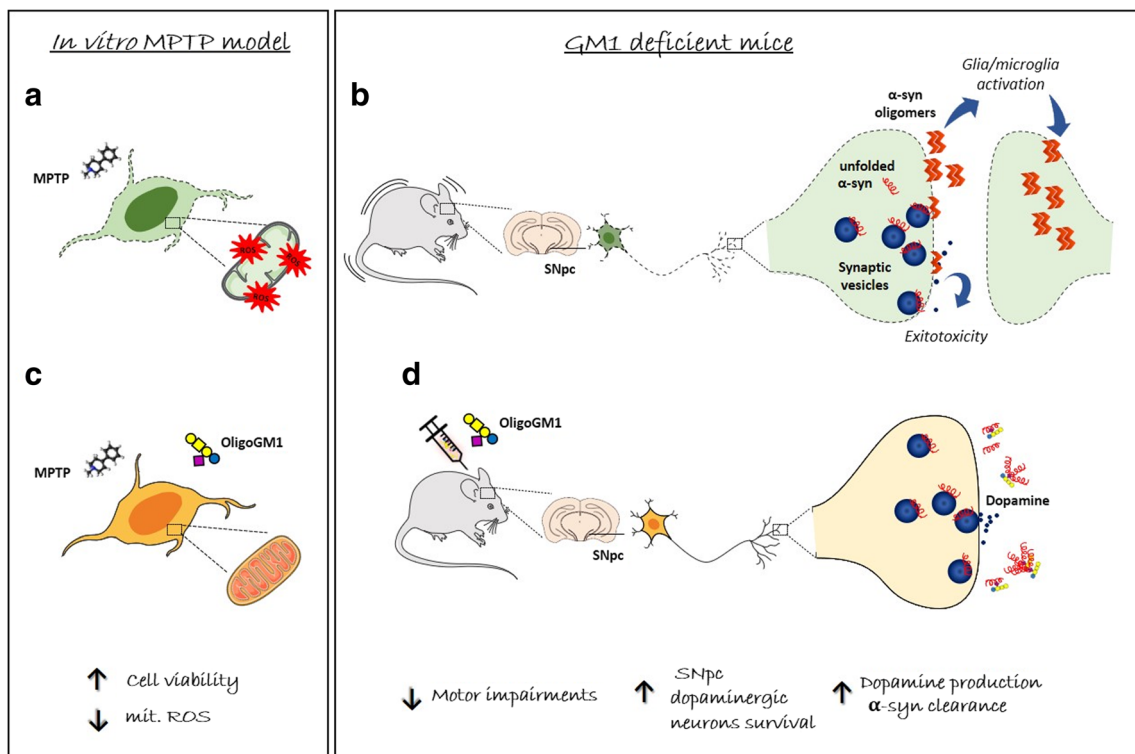 In vitro MPTP model
a
MPTP
ROS
ROS
ROS
c
MPTP
OligoGM1
↑ Cell viability
↓ mit. ROS
GM1 deficient mice
b
SNpc
Glia/microglia
activation
α-syn
oligomers
unfolded
α-syn
Synaptic
vesicles
Exitotoxicity
d
OligoGM1
SNpc
Dopamine
↓ Motor impairments
↑ SNpc
dopaminergic
neurons survival
↑ Dopamine production
α-syn clearance